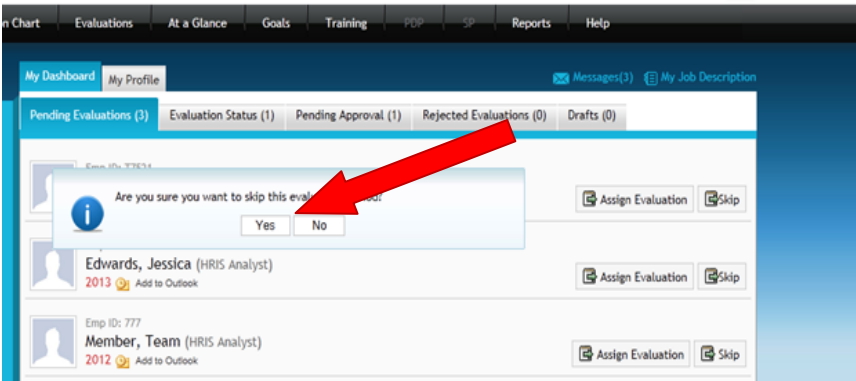 n Chart Evaluations At a Glance Goals Training PDP SP Reports Help
My Dashboard My Profile Messages(3) My Job Description
Pending Evaluations (3) Evaluation Status (1) Pending Approval (1) Rejected Evaluations (0) Drafts (0)
Emp ID: 77521
Are you sure you want to skip this
Assign Evaluation Skip
Yes No
Edwards, Jessica (HRIS Analyst)
2013 Add to Outlook
Assign Evaluation Skip
Emp ID: 777
Member, Team (HRIS Analyst)
2012 Add to Outlook
Assign Evaluation Skip